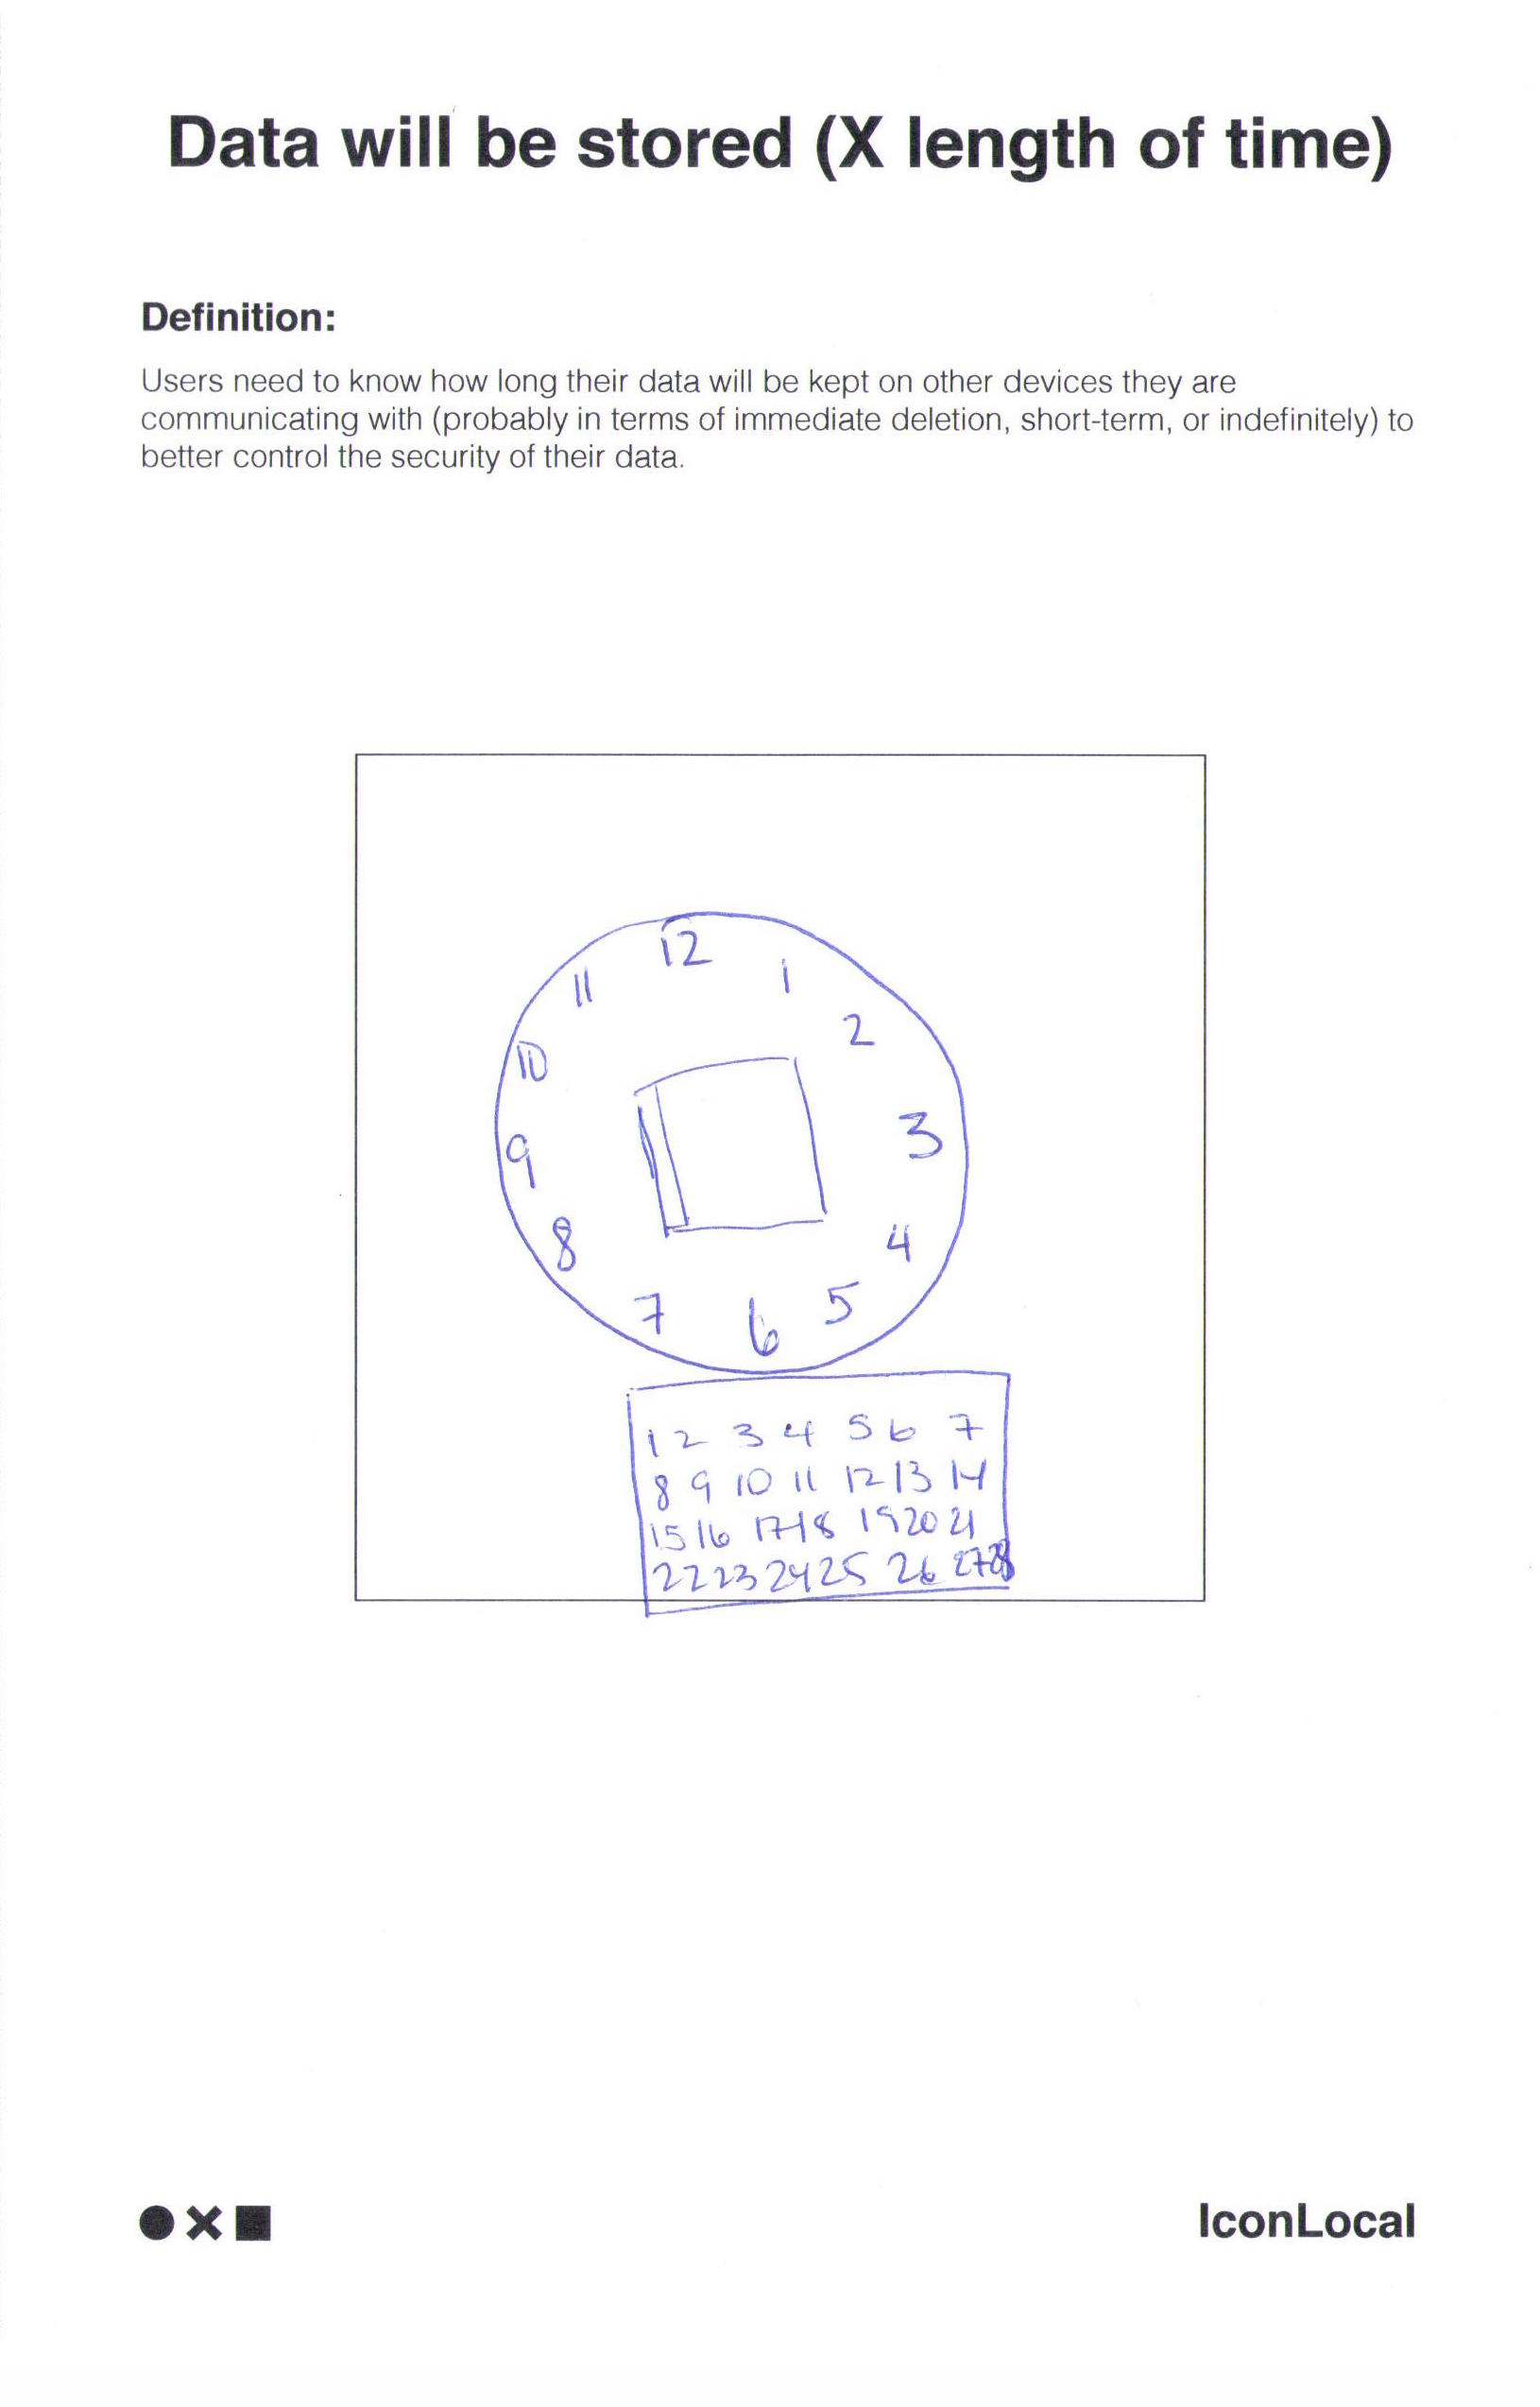 Data will be stored (X length of time)
Definition:
Users need to know how long their data will be kept on other devices they are
communicating with (probably in terms of immediate deletion, short-term, or indefinitely) to
better control the security of their data.
12
11 1
10 2
9 3
8 4
7 6 5
1 2 3 4 5 6 7
8 9 10 11 12 13 14
15 16 17 18 19 20 21
22 23 24 25 26 27 28
IconLocal